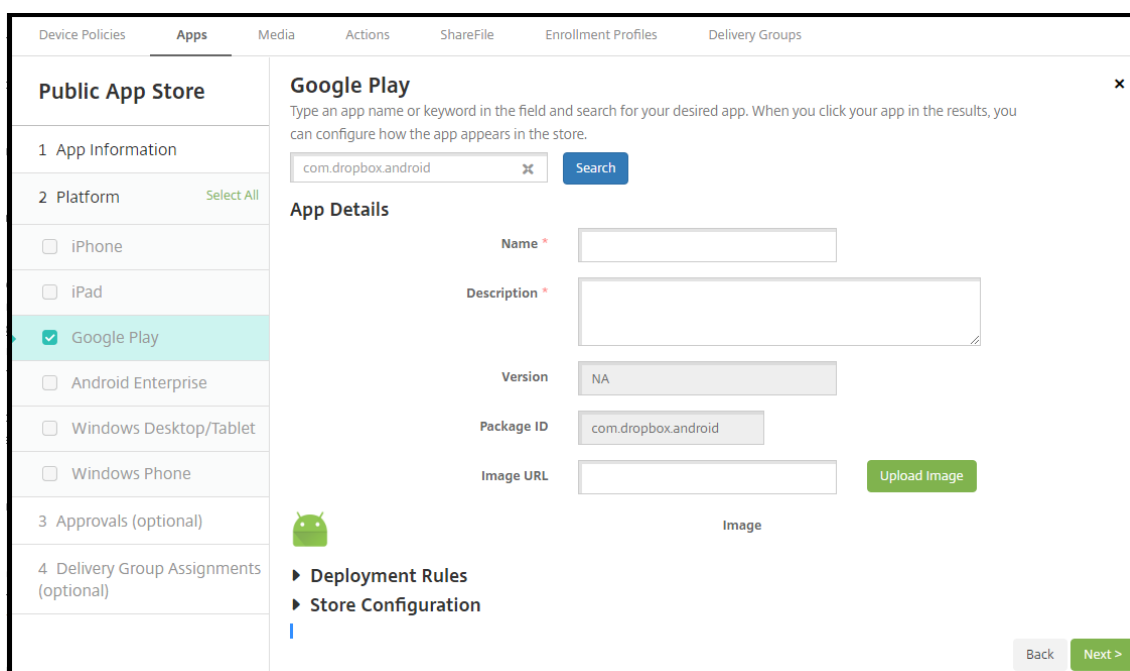 Device Policies Apps Media Actions ShareFile Enrollment Profiles Delivery Groups
Public App Store
1 App Information
2 Platform Select All
iPhone
iPad
Google Play
Android Enterprise
Windows Desktop/Tablet
Windows Phone
3 Approvals (optional)
4 Delivery Group Assignments
(optional)
Google Play
Type an app name or keyword in the field and search for your desired app. When you click your app in the results, you
can configure how the app appears in the store.
com.dropbox.android Search
App Details
Name *
Description *
Version NA
Package ID com.dropbox.android
Image URL Upload Image
Image
Deployment Rules
Store Configuration
Back Next >